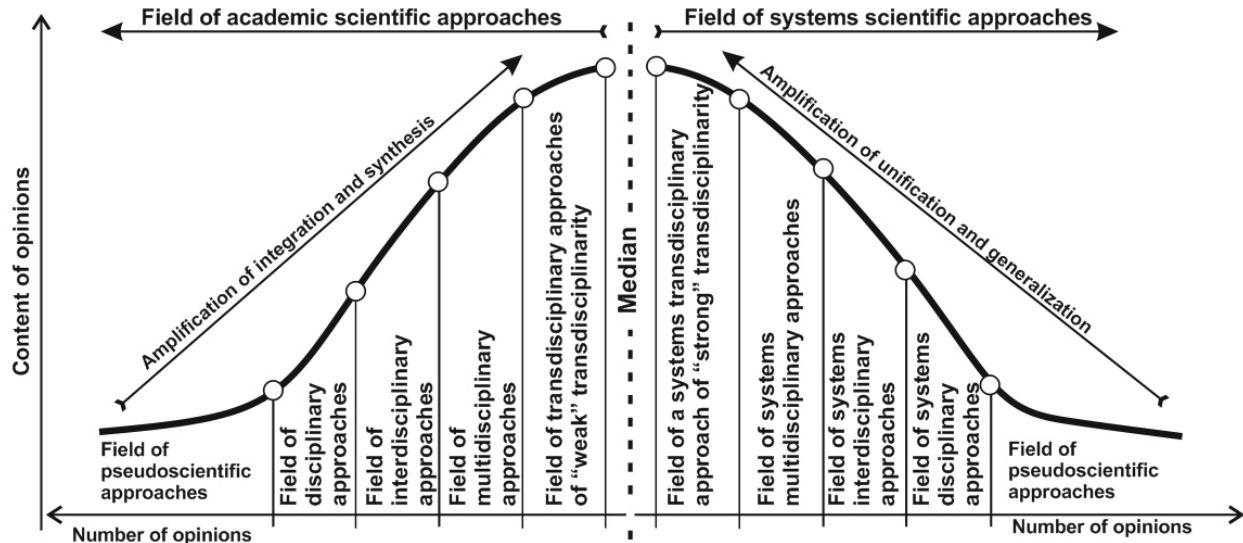 Field of academic scientific approaches
Field of systems scientific approaches
Content of opinions
Amplification of integration and synthesis
Amplification of unification and generalization
Median
Field of
pseudoscientific
approaches
Field of
disciplinary
approaches
Field of
interdisciplinary
approaches
Field of
multidisciplinary
approaches
Field of transdisciplinary approaches
of “weak” transdisciplinarity
Field of a systems transdisciplinary
approach of “strong” transdisciplinarity
Field of systems
multidisciplinary approaches
Field of systems
interdisciplinary
approaches
Field of systems
disciplinary
approaches
Field of
pseudoscientific
approaches
Number of opinions
Number of opinions